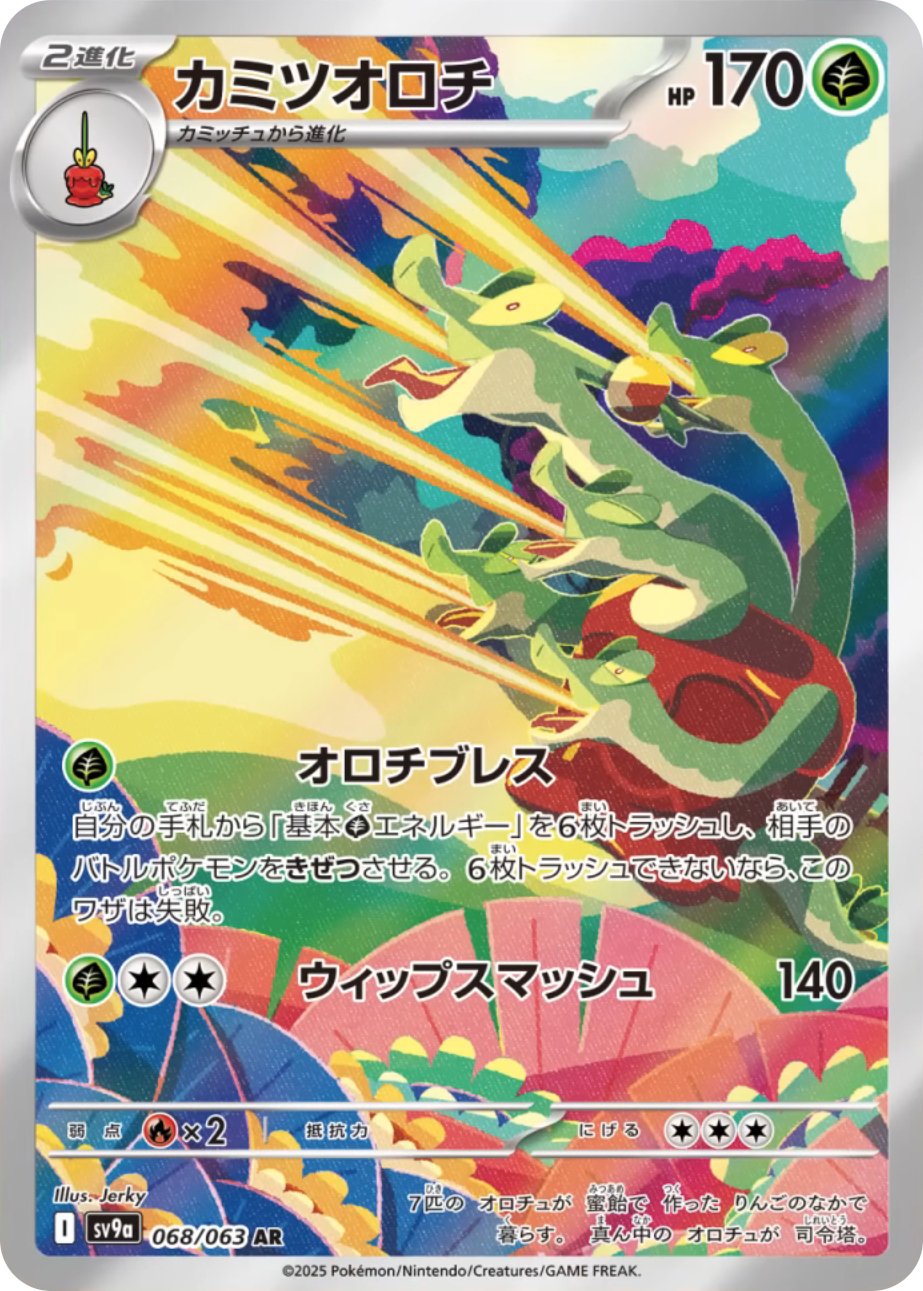 2進化
カミツオロチ
HP170
カミッチュから進化
オロチブレス
自分の手札から「基本エネルギー」を6枚トラッシュし、相手の
バトルポケモンをきぜつさせる。6枚トラッシュできないなら、この
ワザは失敗。
ウィップスマッシュ 140
弱点 ×2 抵抗力 にげる
Illus. Jerky
I sv9a 068/063 AR
7匹の オロチが 蜜飴で 作った りんごのなかで
暮らす。 真ん中の オロチが 司令塔。
©2025 Pokémon/Nintendo/Creatures/GAME FREAK.